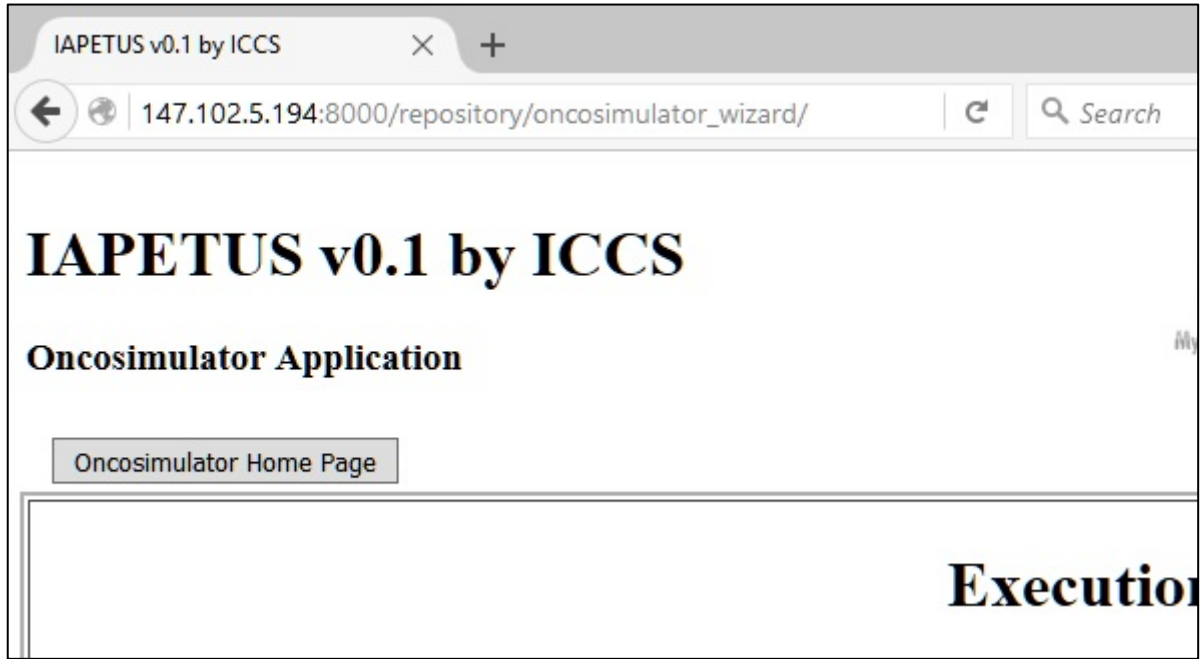 IAPETUS v0.1 by ICCS
147.102.5.194:8000/repository/oncosimulator_wizard/
Search
IAPETUS v0.1 by ICCS
Oncosimulator Application
My
Oncosimulator Home Page